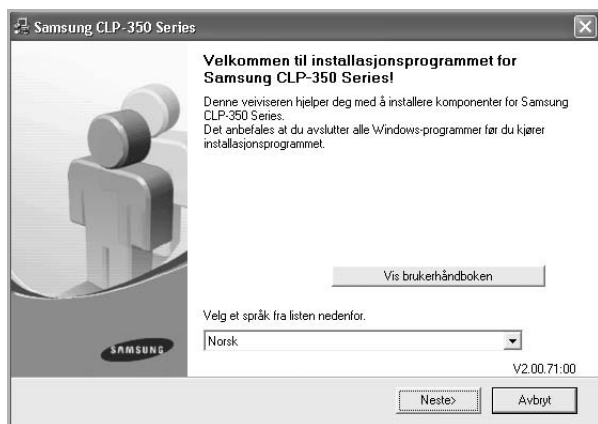 Samsung CLP-350 Series
Velkommen til installasjonsprogrammet for
Samsung CLP-350 Series!
Denne veiviseren hjelper deg med å installere komponenter for Samsung
CLP-350 Series.
Det anbefales at du avslutter alle Windows-programmer før du kjører
installasjonsprogrammet.
Vis brukerhåndboken
Velg et språk fra listen nedenfor.
SAMSUNG
Norsk
V2.00.71:00
Neste>
Avbryt